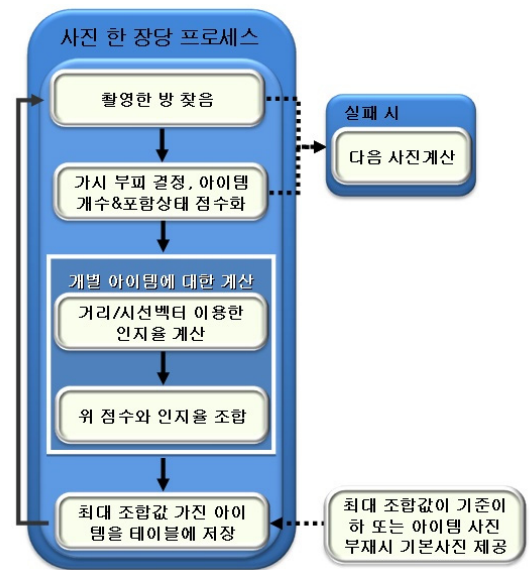 사진 한 장당 프로세스
촬영한 방 찾음
실패 시
다음 사진계산
가시 부피 결정, 아이템
개수&포함상태 점수화
개별 아이템에 대한 계산
거리/시선벡터 이용한
인지율 계산
위 점수와 인지율 조합
최대 조합값 가진 아이
템을 테이블에 저장
최대 조합값이 기준이
하 또는 아이템 사진
부재시 기본사진 제공